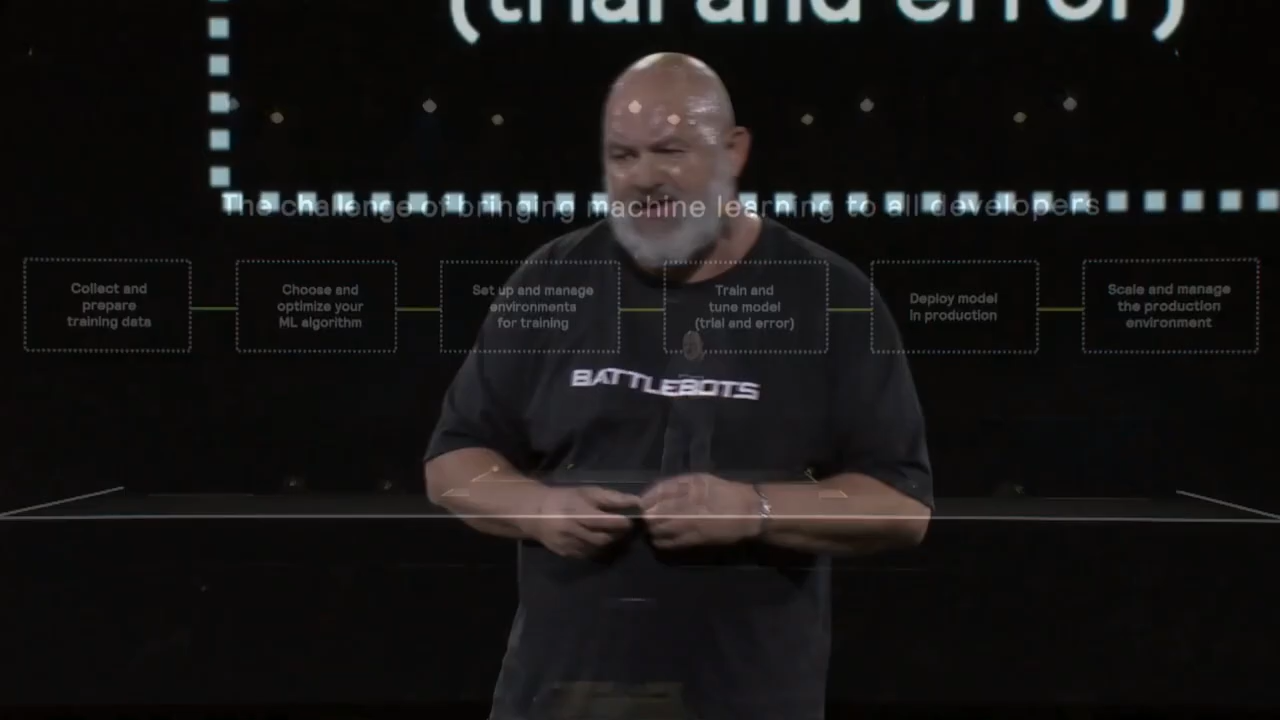 (trial and error)
The challenge of bringing machine learning to all developers
Collect and
prepare
training data
Choose and
optimize your
ML algorithm
Set up and manage
environments
for training
Train and
tune model
(trial and error)
Deploy model
in production
Scale and manage
the production
environment
BATTLEBOTS